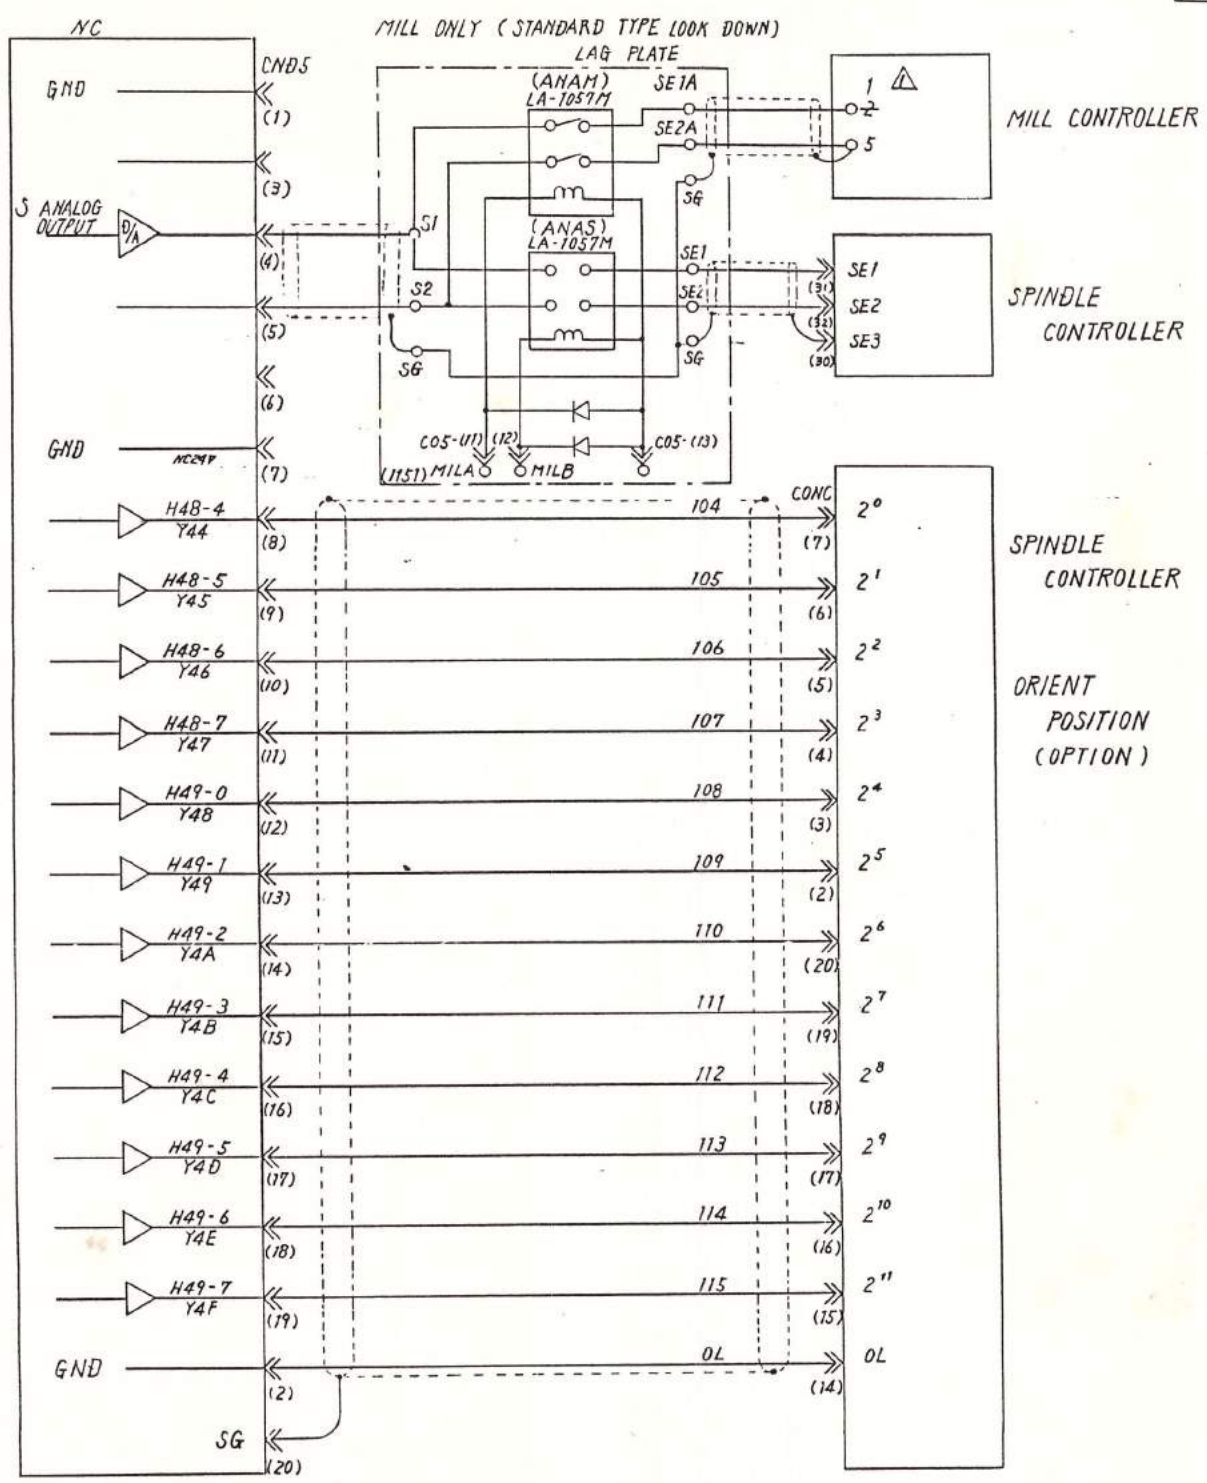 NC
MILL ONLY (STANDARD TYPE LOOK DOWN)
LAG PLATE
CND5
GND
(1)
(3)
S ANALOG
OUTPUT
D/A
(4)
(5)
(6)
GND
NC24V
(7)
(ANAM)
LA-1057M
SE1A
SE2A
SG
S1
(ANAS)
LA-1057M
S2
SG
SE1
SE2
SG
C05-(11) (12)
C05-(13)
(1151) MILA
MILB
1
2
5
MILL CONTROLLER
SE1
(31)
SE2
(32)
SE3
(30)
SPINDLE
CONTROLLER
CONC
SPINDLE
CONTROLLER
ORIENT
POSITION
(OPTION)
H48-4 104 2⁰
Y44 (8) (7)
H48-5 105 2¹
Y45 (9) (6)
H48-6 106 2²
Y46 (10) (5)
H48-7 107 2³
Y47 (11) (4)
H49-0 108 2⁴
Y48 (12) (3)
H49-1 109 2⁵
Y49 (13) (2)
H49-2 110 2⁶
Y4A (14) (20)
H49-3 111 2⁷
Y4B (15) (19)
H49-4 112 2⁸
Y4C (16) (18)
H49-5 113 2⁹
Y4D (17) (17)
H49-6 114 2¹⁰
Y4E (18) (16)
H49-7 115 2¹¹
Y4F (19) (15)
GND 0L 0L
(2) (14)
SG
(20)